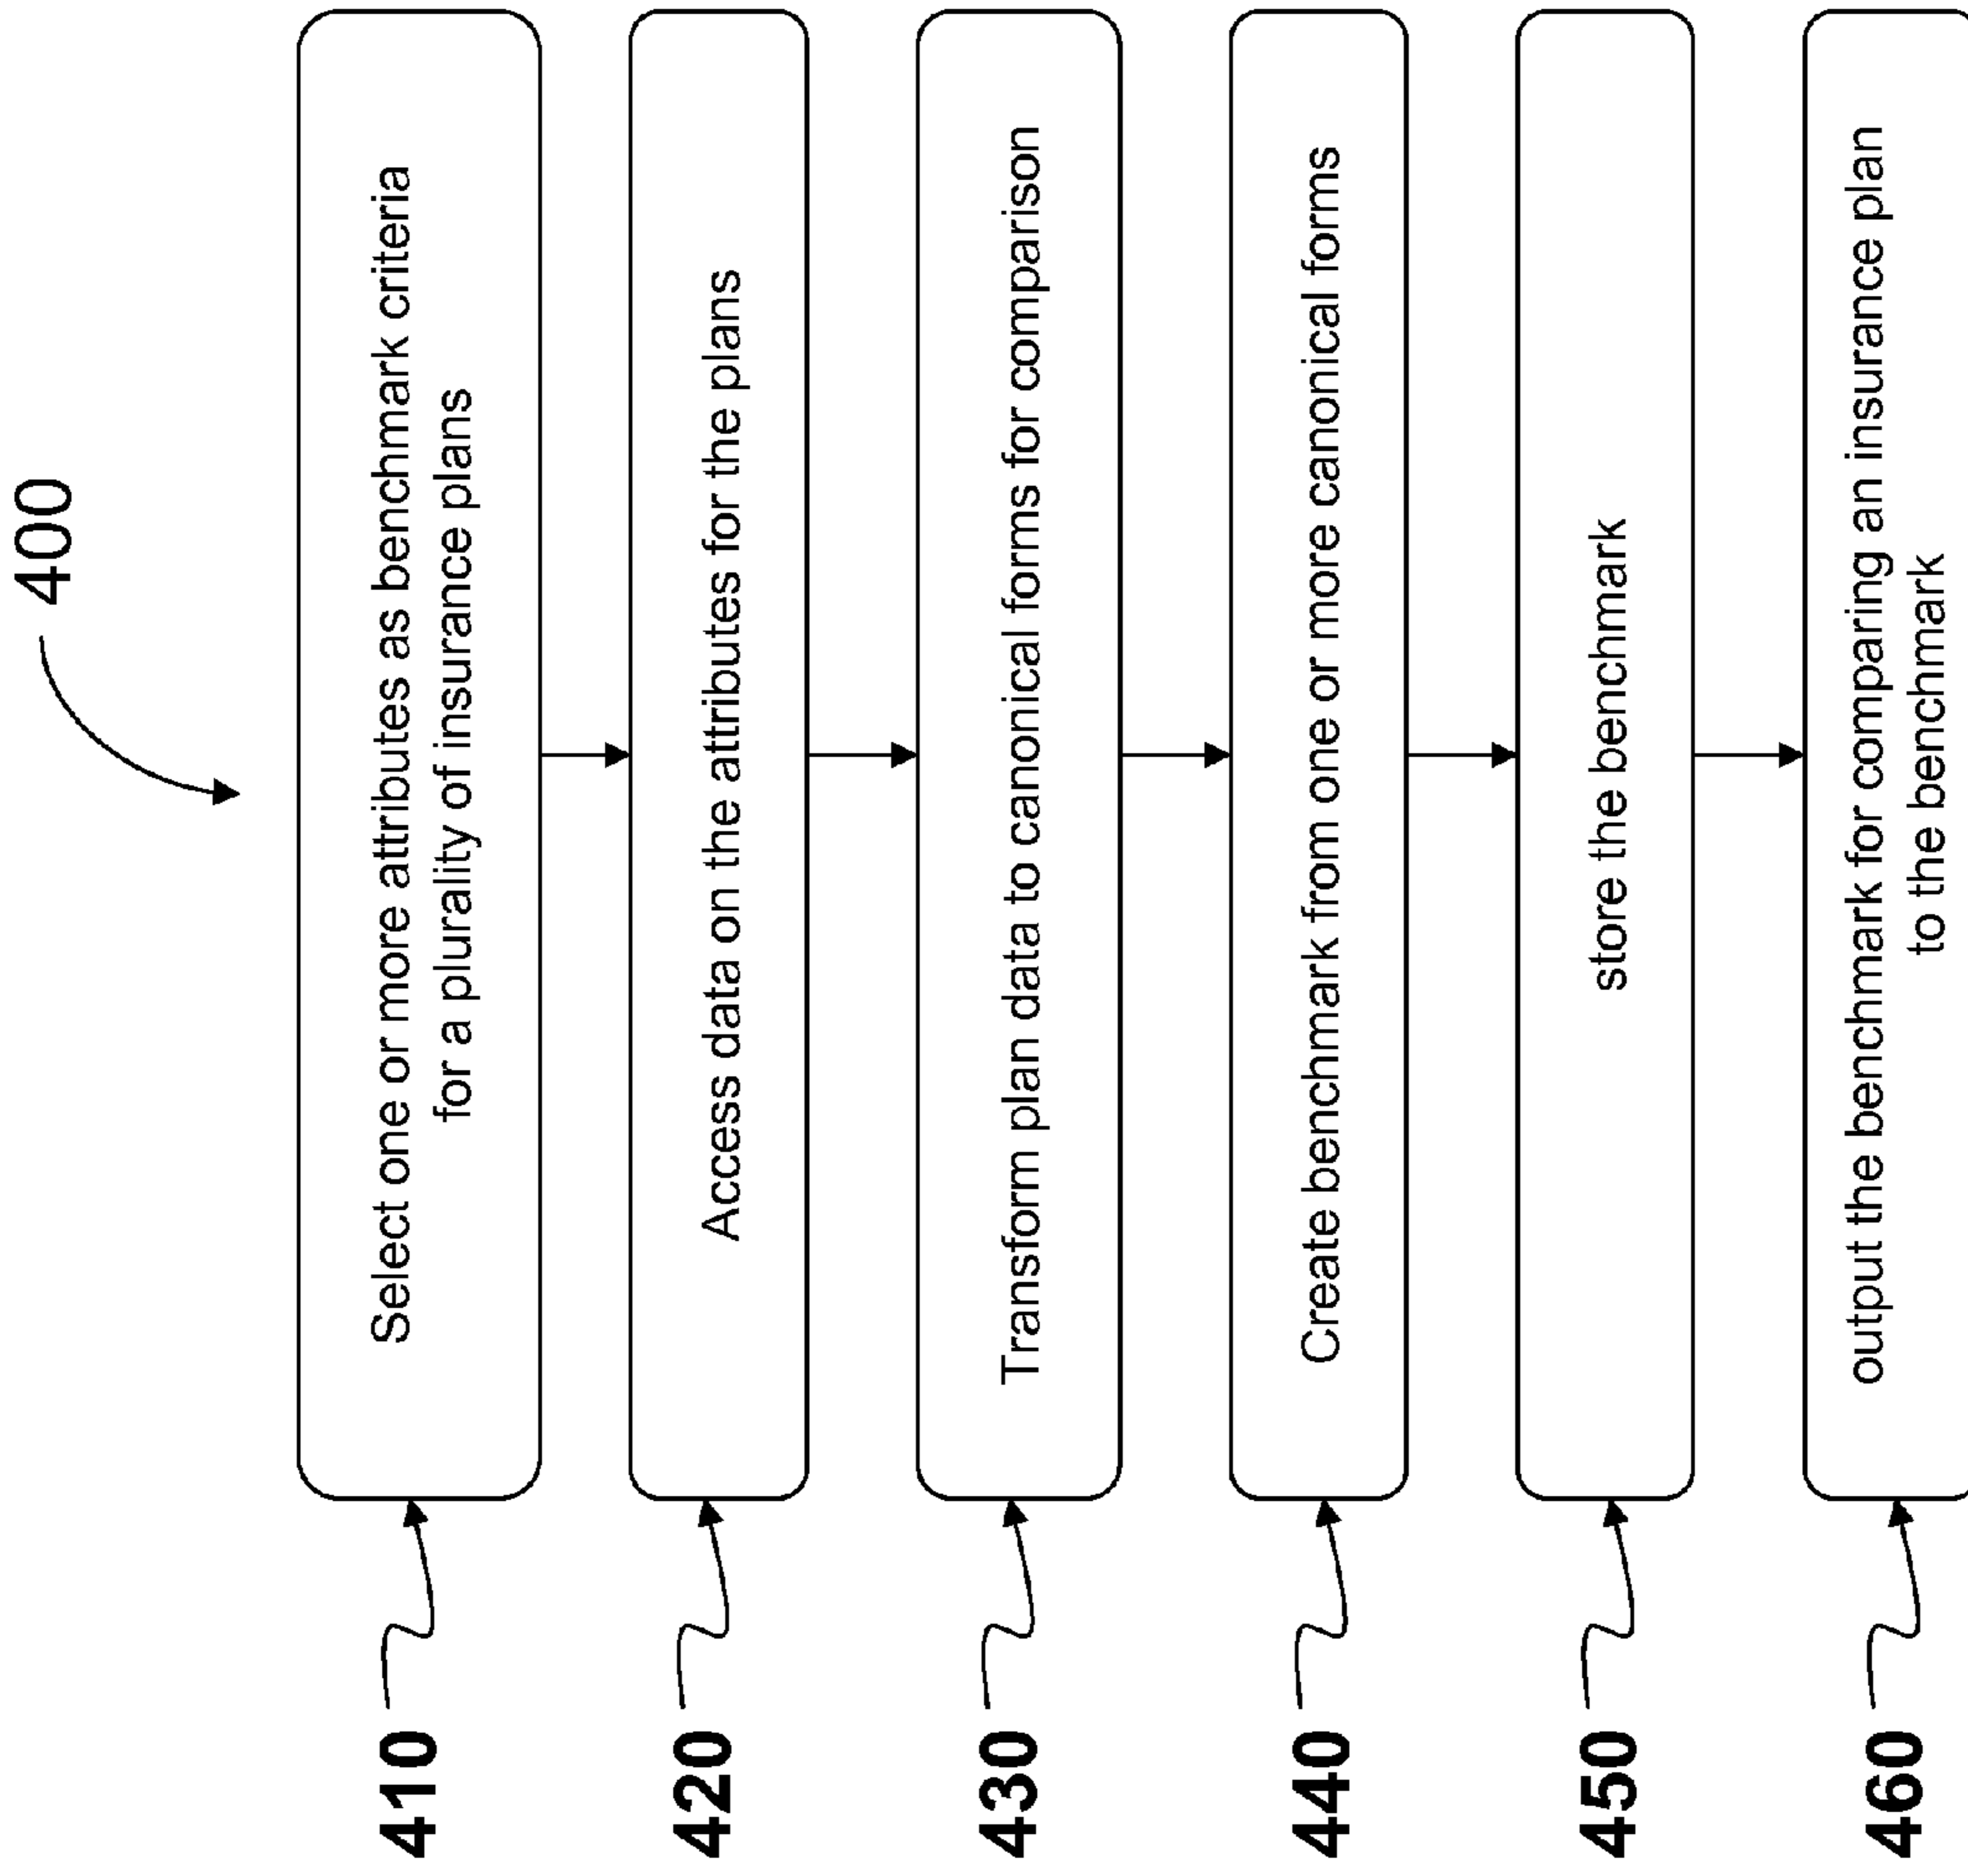 400
410
Select one or more attributes as benchmark criteria
for a plurality of insurance plans
420
Access data on the attributes for the plans
430
Transform plan data to canonical forms for comparison
440
Create benchmark from one or more canonical forms
450
store the benchmark
460
output the benchmark for comparing an insurance plan
to the benchmark